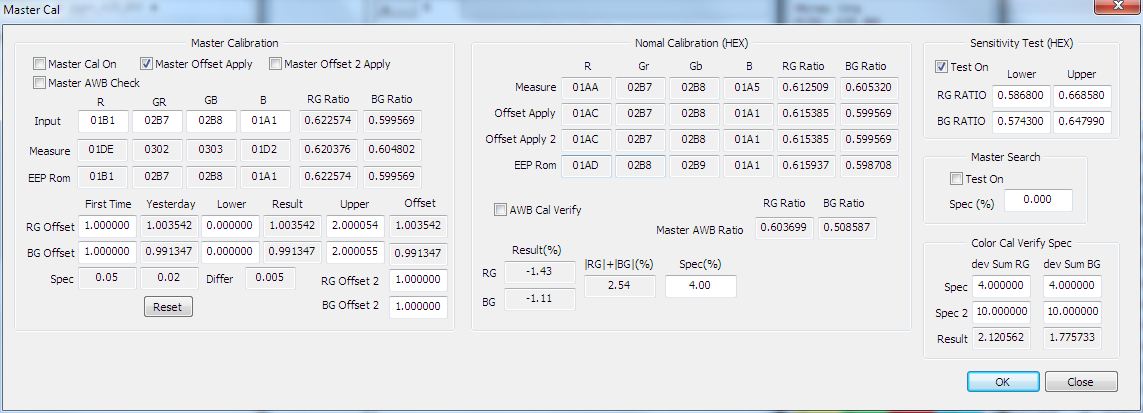 Master Cal
Master Calibration
Master Cal On Master Offset Apply Master Offset 2 Apply
Master AWB Check
R GR GB B RG Ratio BG Ratio
Input 01B1 02B7 02B8 01A1 0.622574 0.599569
Measure 01DE 0302 0303 01D2 0.620376 0.604802
EEP Rom 01B1 02B7 02B8 01A1 0.622574 0.599569
First Time Yesterday Lower Result Upper Offset
RG Offset 1.000000 1.003542 0.000000 1.003542 2.000054 1.003542
BG Offset 1.000000 0.991347 0.000000 0.991347 2.000055 0.991347
Spec 0.05 0.02 Differ 0.005 RG Offset 2 1.000000
Reset BG Offset 2 1.000000
Nomal Calibration (HEX)
R Gr Gb B RG Ratio BG Ratio
Measure 01AA 02B7 02B8 01A5 0.612509 0.605320
Offset Apply 01AC 02B7 02B8 01A1 0.615385 0.599569
Offset Apply 2 01AC 02B7 02B8 01A1 0.615385 0.599569
EEP Rom 01AD 02B8 02B9 01A1 0.615937 0.598708
AWB Cal Verify RG Ratio BG Ratio
Master AWB Ratio 0.603699 0.508587
Result(%) |RG|+|BG|(%) Spec(%)
RG -1.43 2.54 4.00
BG -1.11
Sensitivity Test (HEX)
Test On Lower Upper
RG RATIO 0.586800 0.668580
BG RATIO 0.574300 0.647990
Master Search
Test On
Spec (%) 0.000
Color Cal Verify Spec
dev Sum RG dev Sum BG
Spec 4.000000 4.000000
Spec 2 10.000000 10.000000
Result 2.120562 1.775733
OK Close